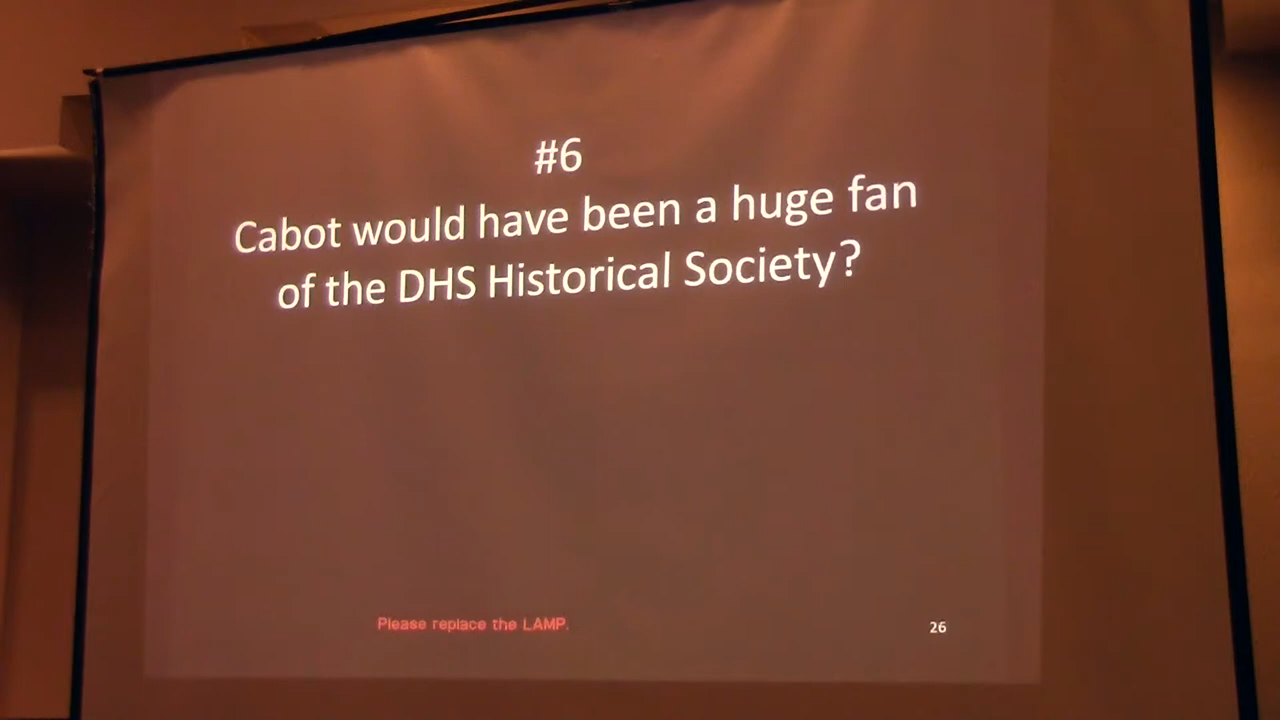 #6
Cabot would have been a huge fan
of the DHS Historical Society?
Please replace the LAMP.
26